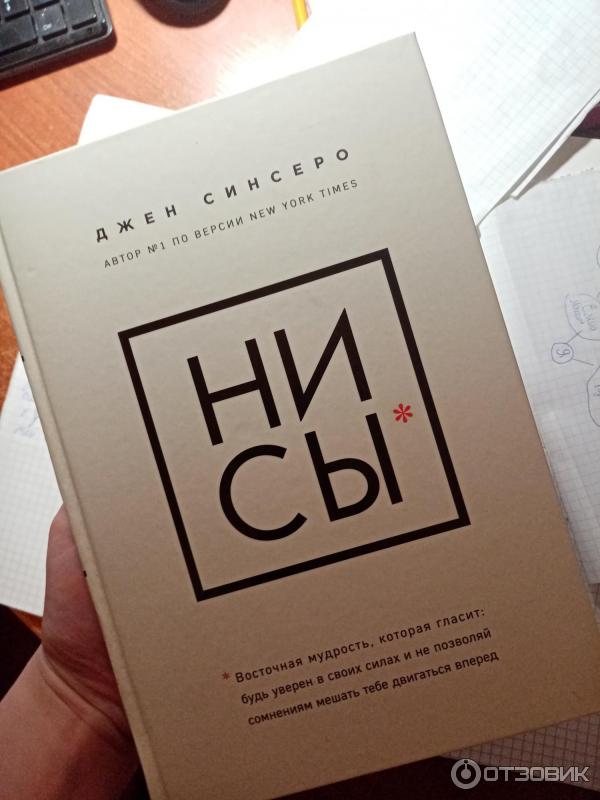 ДЖЕН СИНСЕРО
АВТОР №1 ПО ВЕРСИИ NEW YORK TIMES
НИ
СЫ*
* Восточная мудрость, которая гласит:
будь уверен в своих силах и не позволяй
сомнениям мешать тебе двигаться вперед
Я
ОТЗОВИК